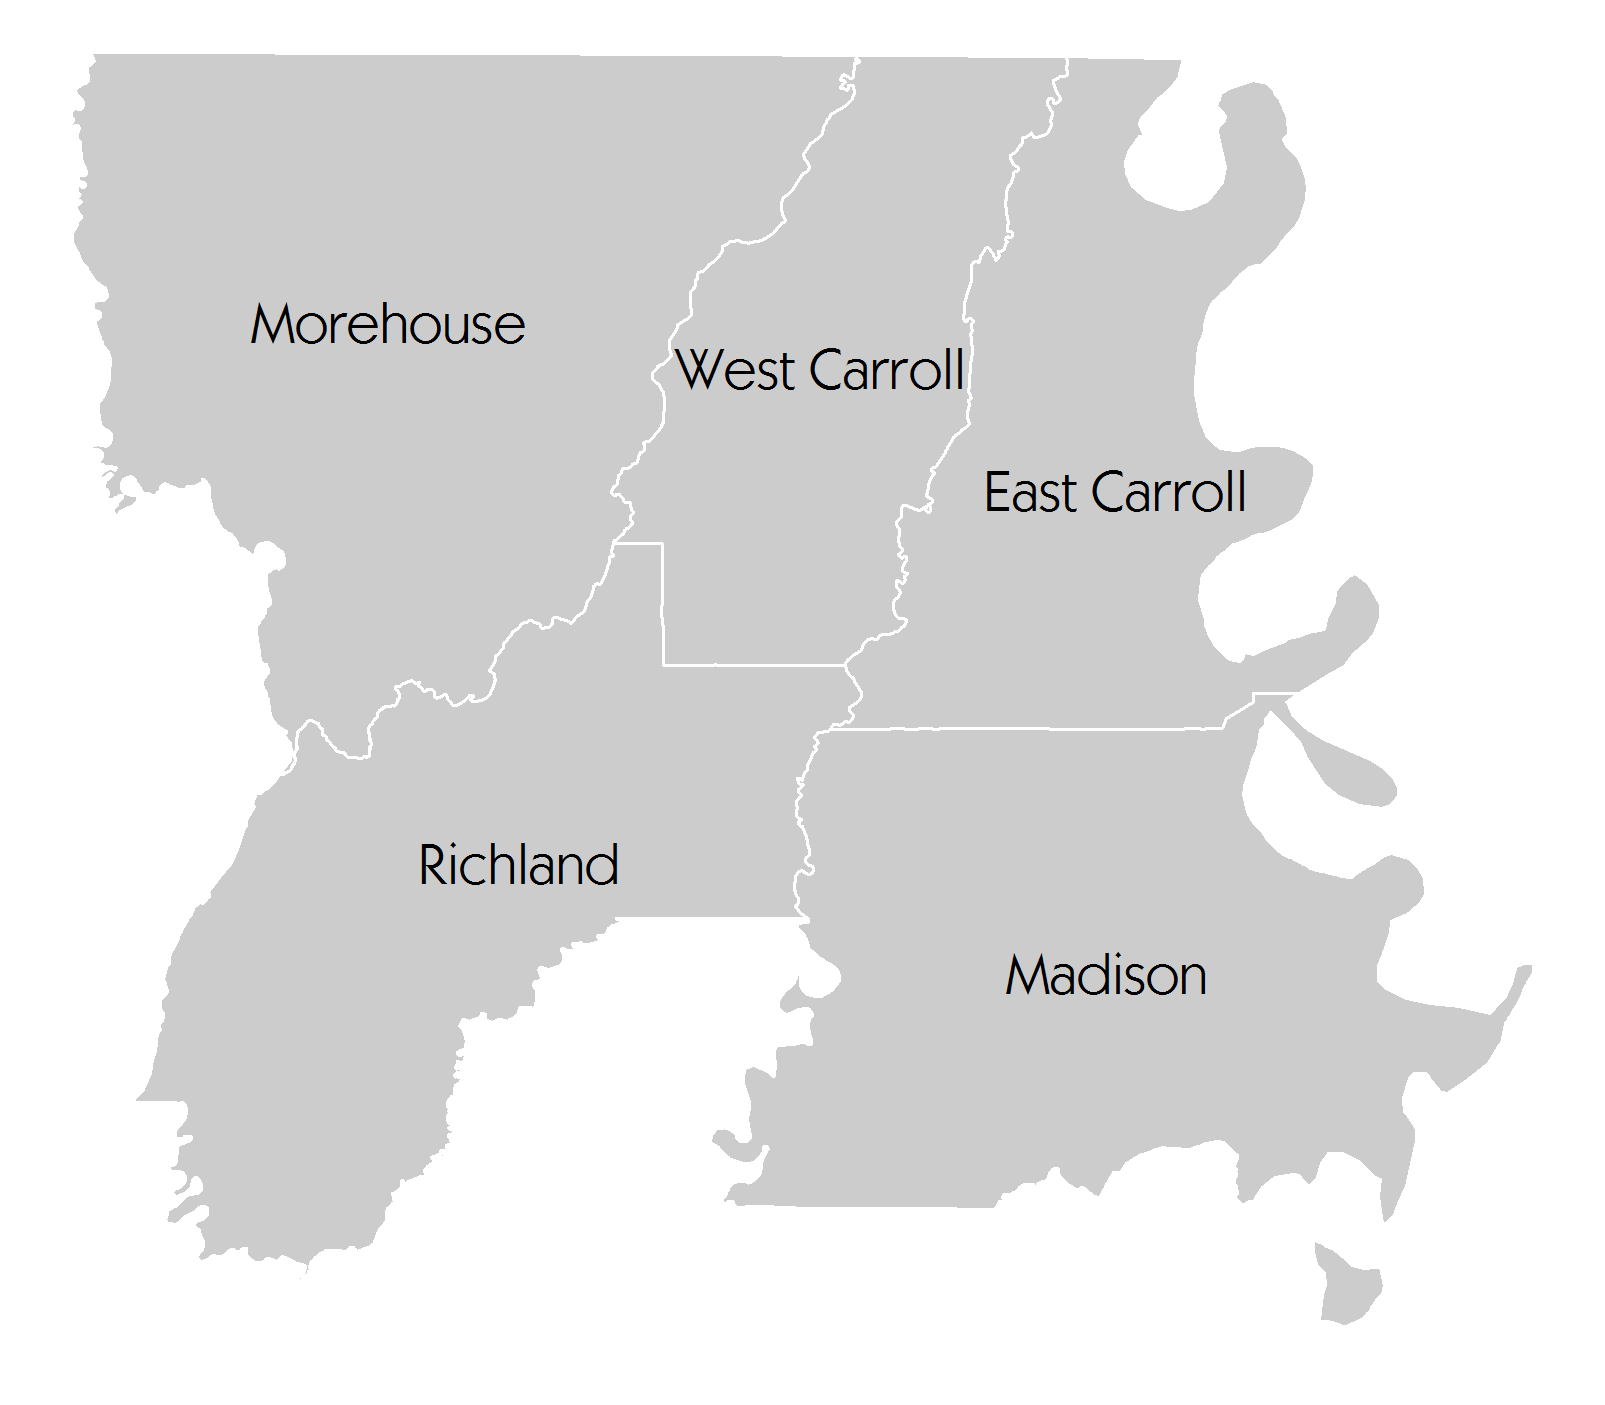 Morehouse
West Carroll
East Carroll
Richland
Madison